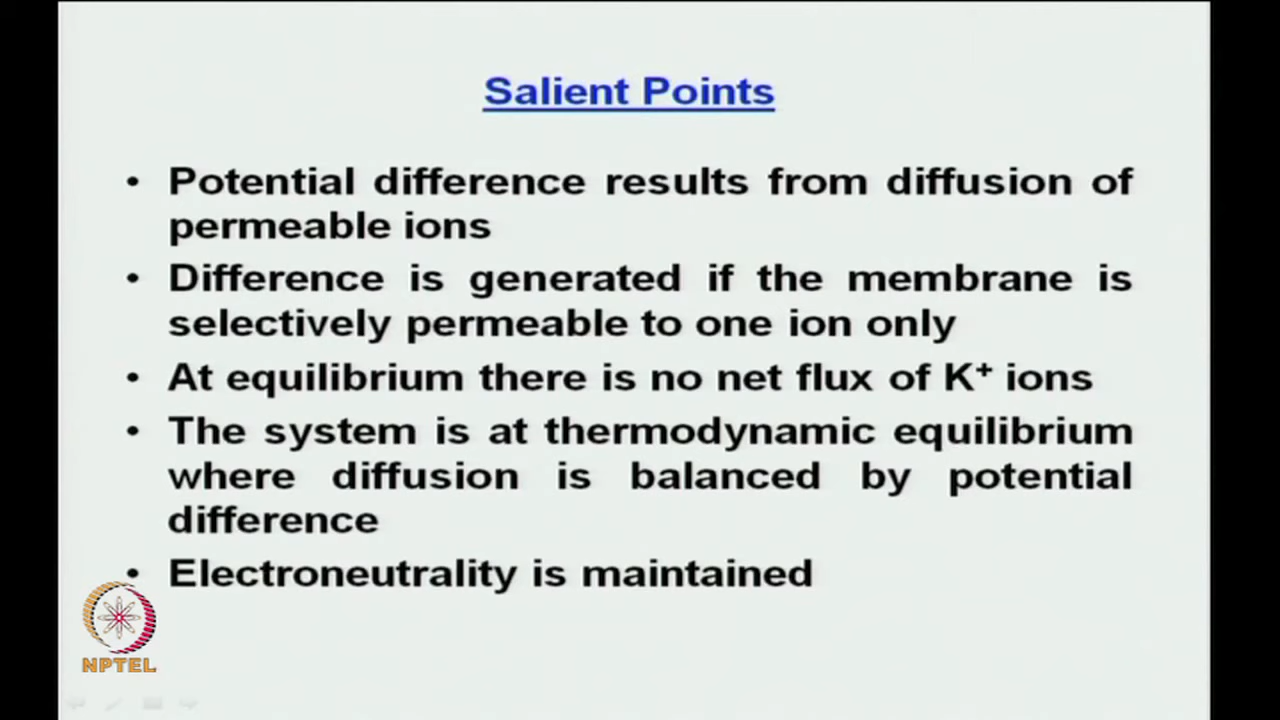 Salient Points
• Potential difference results from diffusion of
permeable ions
• Difference is generated if the membrane is
selectively permeable to one ion only
• At equilibrium there is no net flux of K⁺ ions
• The system is at thermodynamic equilibrium
where diffusion is balanced by potential
difference
• Electroneutrality is maintained
NPTEL